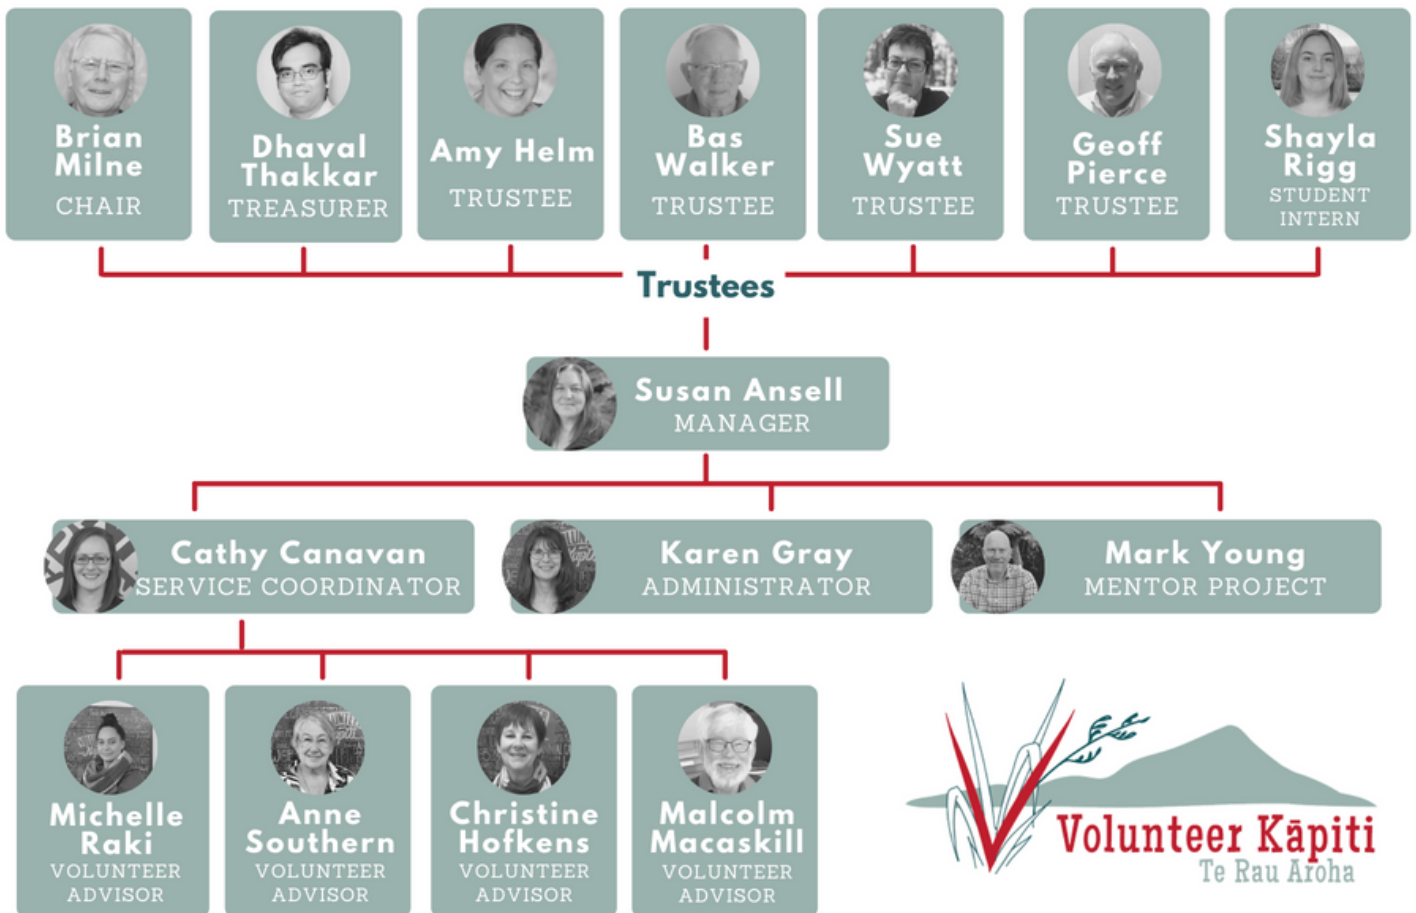 Brian
Milne
CHAIR
Dhaval
Thakkar
TREASURER
Amy Helm
TRUSTEE
Bas
Walker
TRUSTEE
Sue
Wyatt
TRUSTEE
Geoff
Pierce
TRUSTEE
Shayla
Rigg
STUDENT
INTERN
Trustees
Susan Ansell
MANAGER
Cathy Canavan
SERVICE COORDINATOR
Karen Gray
ADMINISTRATOR
Mark Young
MENTOR PROJECT
Michelle
Raki
VOLUNTEER
ADVISOR
Anne
Southern
VOLUNTEER
ADVISOR
Christine
Hofkens
VOLUNTEER
ADVISOR
Malcolm
Macaskill
VOLUNTEER
ADVISOR
Volunteer Kāpiti
Te Rau Aroha